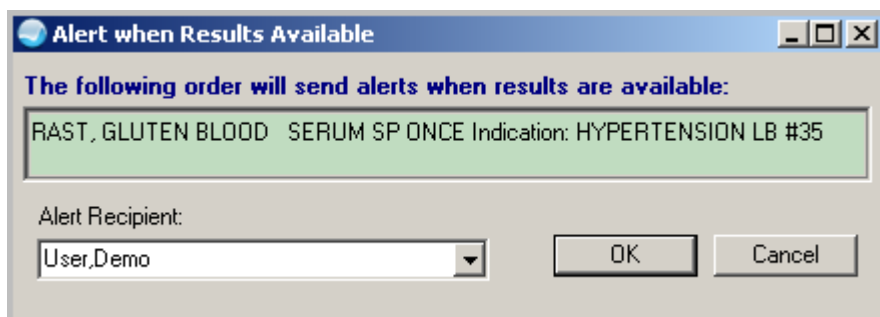 Alert when Results Available
The following order will send alerts when results are available:
RAST, GLUTEN BLOOD SERUM SP ONCE Indication: HYPERTENSION LB #35
Alert Recipient:
User,Demo
OK Cancel